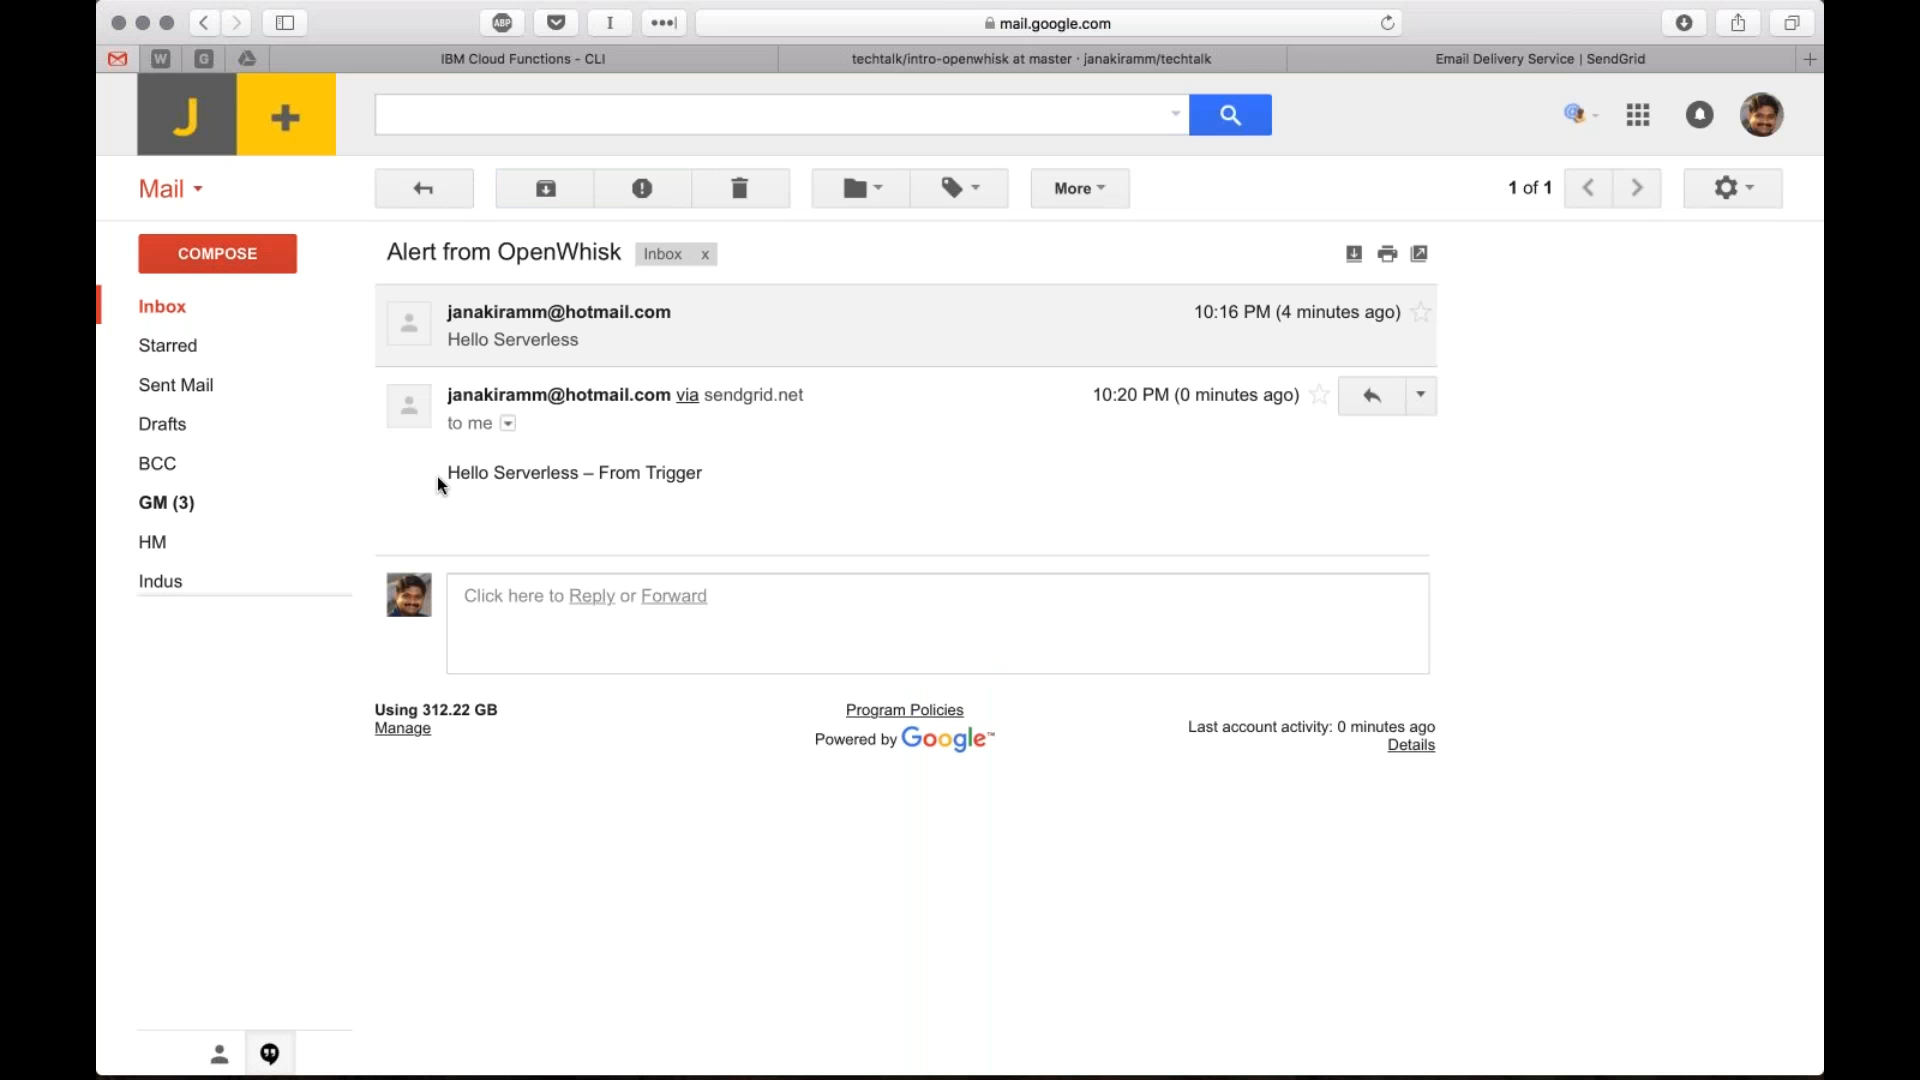 ABP
I
mail.google.com
W
G
IBM Cloud Functions - CLI
techtalk/intro-openwhisk at master · janakiramm/techtalk
Email Delivery Service | SendGrid
J
Mail
More
1 of 1
COMPOSE
Alert from OpenWhisk
Inbox x
Inbox
janakiramm@hotmail.com
10:16 PM (4 minutes ago)
Hello Serverless
Starred
Sent Mail
janakiramm@hotmail.com via sendgrid.net
10:20 PM (0 minutes ago)
to me
Drafts
BCC
Hello Serverless – From Trigger
GM (3)
HM
Indus
Click here to Reply or Forward
Using 312.22 GB
Manage
Program Policies
Powered by Google™
Last account activity: 0 minutes ago
Details